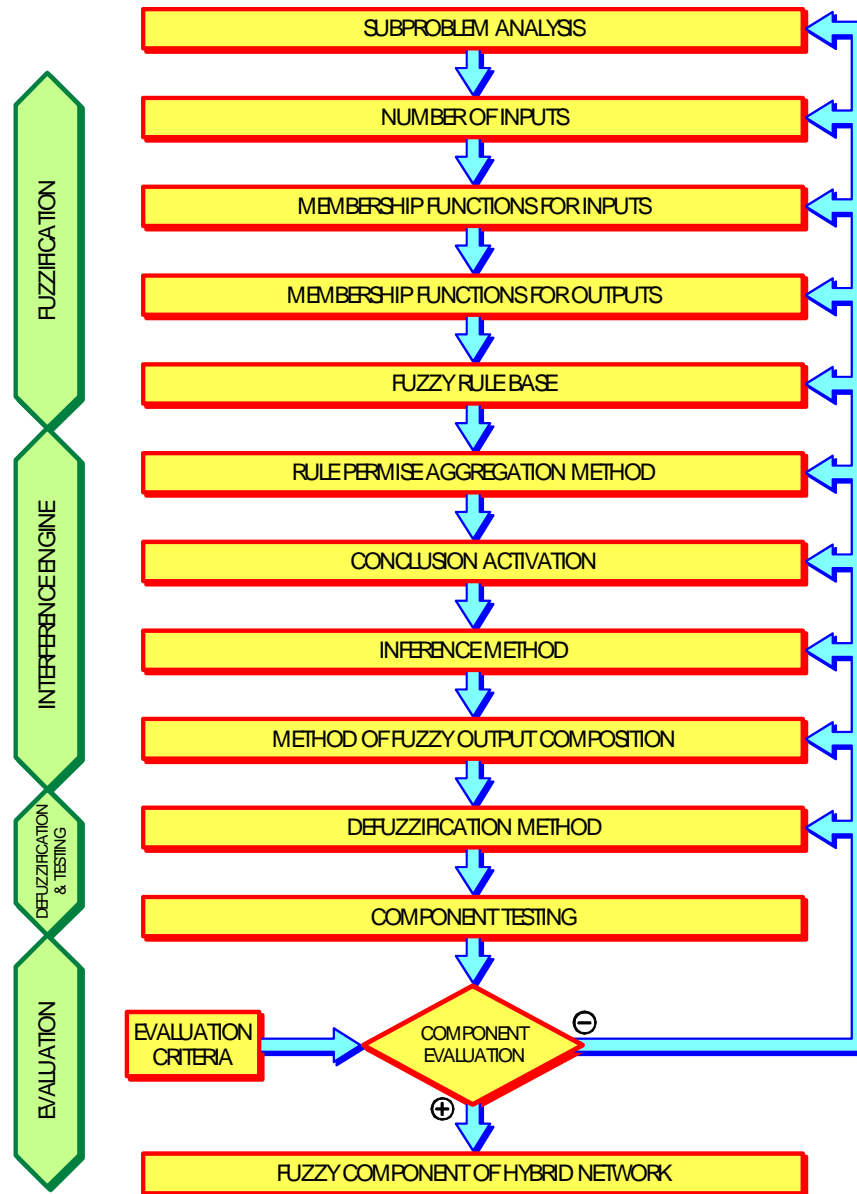 SUBPROBLEM ANALYSIS
NUMBER OF INPUTS
MEMBERSHIP FUNCTIONS FOR INPUTS
MEMBERSHIP FUNCTIONS FOR OUTPUTS
FUZZY RULE BASE
RULE PERMISE AGGREGATION METHOD
CONCLUSION ACTIVATION
INFERENCE METHOD
METHOD OF FUZZY OUTPUT COMPOSITION
DEFUZZIFICATION METHOD
COMPONENT TESTING
EVALUATION
CRITERIA
COMPONENT
EVALUATION
−
+
FUZZY COMPONENT OF HYBRID NETWORK
FUZZIFICATION
INTERFERENCE ENGINE
DEFUZZIFICATION
& TESTING
EVALUATION